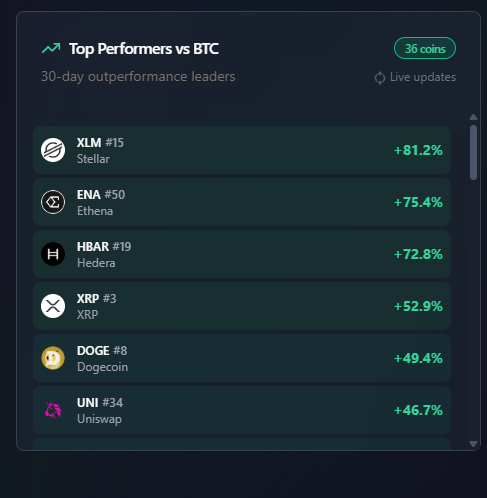 Top Performers vs BTC
36 coins
30-day outperformance leaders
Live updates
XLM #15
Stellar
+81.2%
ENA #50
Ethena
+75.4%
HBAR #19
Hedera
+72.8%
XRP #3
XRP
+52.9%
DOGE #8
Dogecoin
+49.4%
UNI #34
Uniswap
+46.7%